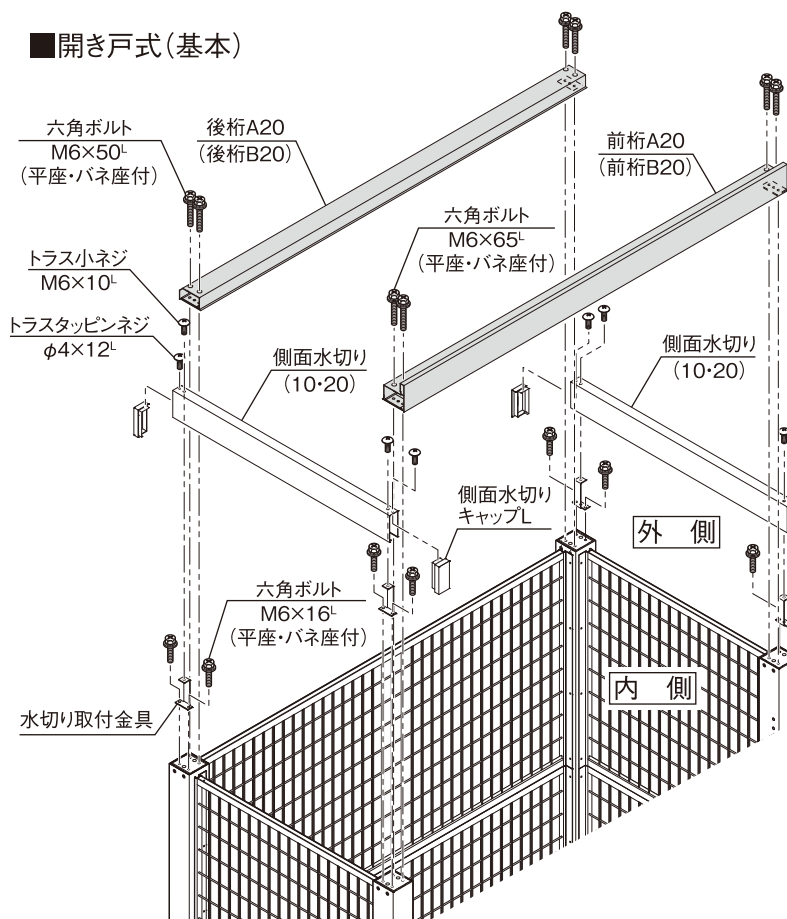 ■開き戸式(基本)
六角ボルト
M6×50ᴸ
(平座・バネ座付)
後桁A20
(後桁B20)
前桁A20
(前桁B20)
六角ボルト
M6×65ᴸ
(平座・バネ座付)
トラス小ネジ
M6×10ᴸ
トラスタッピンネジ
φ4×12ᴸ
側面水切り
(10・20)
側面水切り
(10・20)
側面水切り
キャップL
外 側
六角ボルト
M6×16ᴸ
(平座・バネ座付)
内 側
水切り取付金具